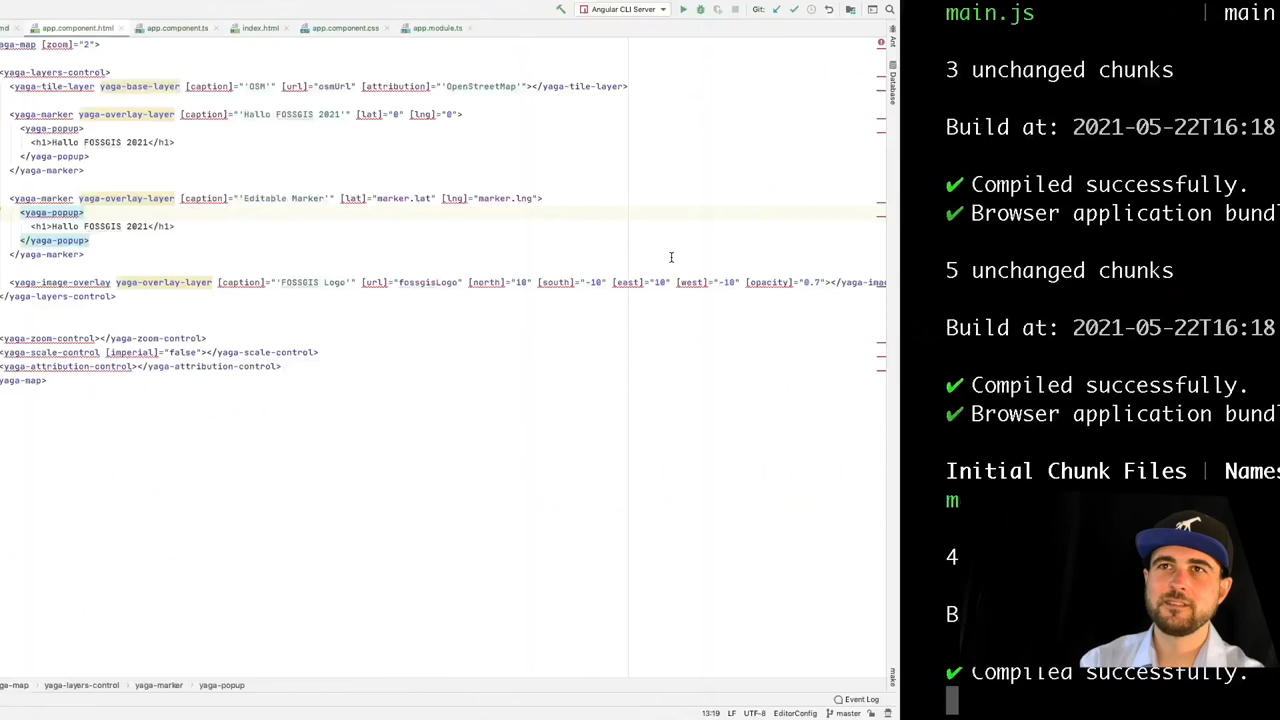 Angular CLI Server
Git:
md
app.component.html
app.component.ts
index.html
app.component.css
app.module.ts
aga-map [zoom]="2">
<yaga-layers-control>
<yaga-tile-layer yaga-base-layer [caption]="'OSM'" [url]="osmUrl" [attribution]="'OpenStreetMap'"></yaga-tile-layer>
<yaga-marker yaga-overlay-layer [caption]="'Hallo FOSSGIS 2021'" [lat]="0" [lng]="0">
<yaga-popup>
<h1>Hallo FOSSGIS 2021</h1>
</yaga-popup>
</yaga-marker>
<yaga-marker yaga-overlay-layer [caption]="'Editable Marker'" [lat]="marker.lat" [lng]="marker.lng">
<yaga-popup>
<h1>Hallo FOSSGIS 2021</h1>
</yaga-popup>
</yaga-marker>
<yaga-image-overlay yaga-overlay-layer [caption]="'FOSSGIS Logo'" [url]="fossgisLogo" [north]="10" [south]="-10" [east]="10" [west]="-10" [opacity]="0.7"></yaga-imag
</yaga-layers-control>
<yaga-zoom-control></yaga-zoom-control>
<yaga-scale-control [imperial]="false"></yaga-scale-control>
<yaga-attribution-control></yaga-attribution-control>
yaga-map>
Ant
Database
make
aga-map
yaga-layers-control
yaga-marker
yaga-popup
Event Log
13:19 LF UTF-8 EditorConfig master
main.js | main
3 unchanged chunks
Build at: 2021-05-22T16:18
✔ Compiled successfully.
✔ Browser application bund
5 unchanged chunks
Build at: 2021-05-22T16:18
✔ Compiled successfully.
✔ Browser application bund
Initial Chunk Files | Names
m
4
B
✔ Compiled successfully.